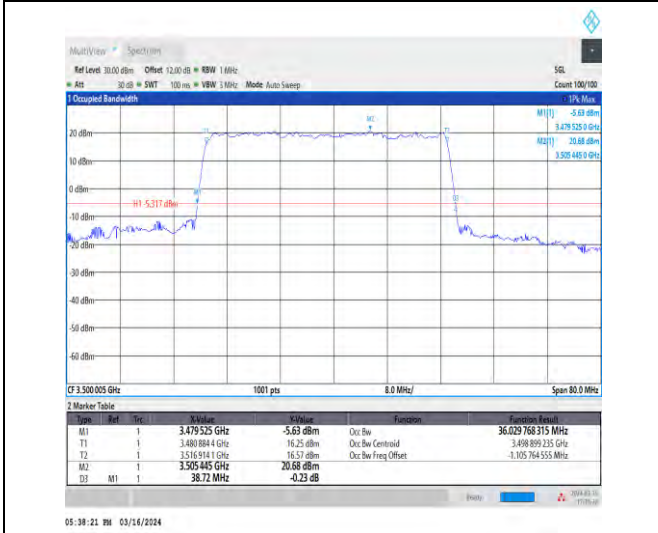 MultiView Spectrum
Ref Level 30.00 dBm Offset 12.00 dB RBW 1 MHz SGL
Att 30 dB SWT 100 ms VBW 3 MHz Mode Auto Sweep Count 100/100
1 Occupied Bandwidth 1Pk Max
M1[1] -5.63 dBm
3.479 525 0 GHz
M2[1] 20.68 dBm
3.505 445 0 GHz
M2
T1
T2
20 dBm
10 dBm
0 dBm
M1
D3
H1 -5.317 dBm
-10 dBm
-20 dBm
-30 dBm
-40 dBm
-50 dBm
-60 dBm
CF 3.500 005 GHz 1001 pts 8.0 MHz/ Span 80.0 MHz
2 Marker Table
Type Ref Trc X-Value Y-Value Function Function Result
M1 1 3.479 525 GHz -5.63 dBm Occ Bw 36.029 768 315 MHz
T1 1 3.480 884 4 GHz 16.25 dBm Occ Bw Centroid 3.498 899 235 GHz
T2 1 3.516 914 1 GHz 16.57 dBm Occ Bw Freq Offset -1.105 764 555 MHz
M2 1 3.505 445 GHz 20.68 dBm
D3 M1 1 38.72 MHz -0.23 dB
Ready
05:38:21 PM 03/16/2024